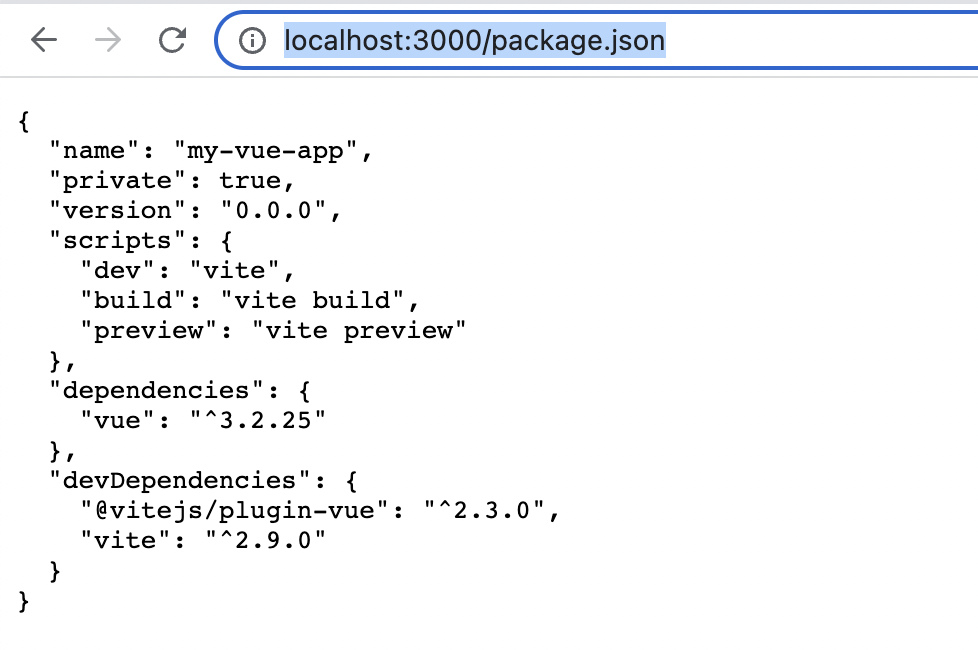 localhost:3000/package.json
{
  "name": "my-vue-app",
  "private": true,
  "version": "0.0.0",
  "scripts": {
    "dev": "vite",
    "build": "vite build",
    "preview": "vite preview"
  },
  "dependencies": {
    "vue": "^3.2.25"
  },
  "devDependencies": {
    "@vitejs/plugin-vue": "^2.3.0",
    "vite": "^2.9.0"
  }
}